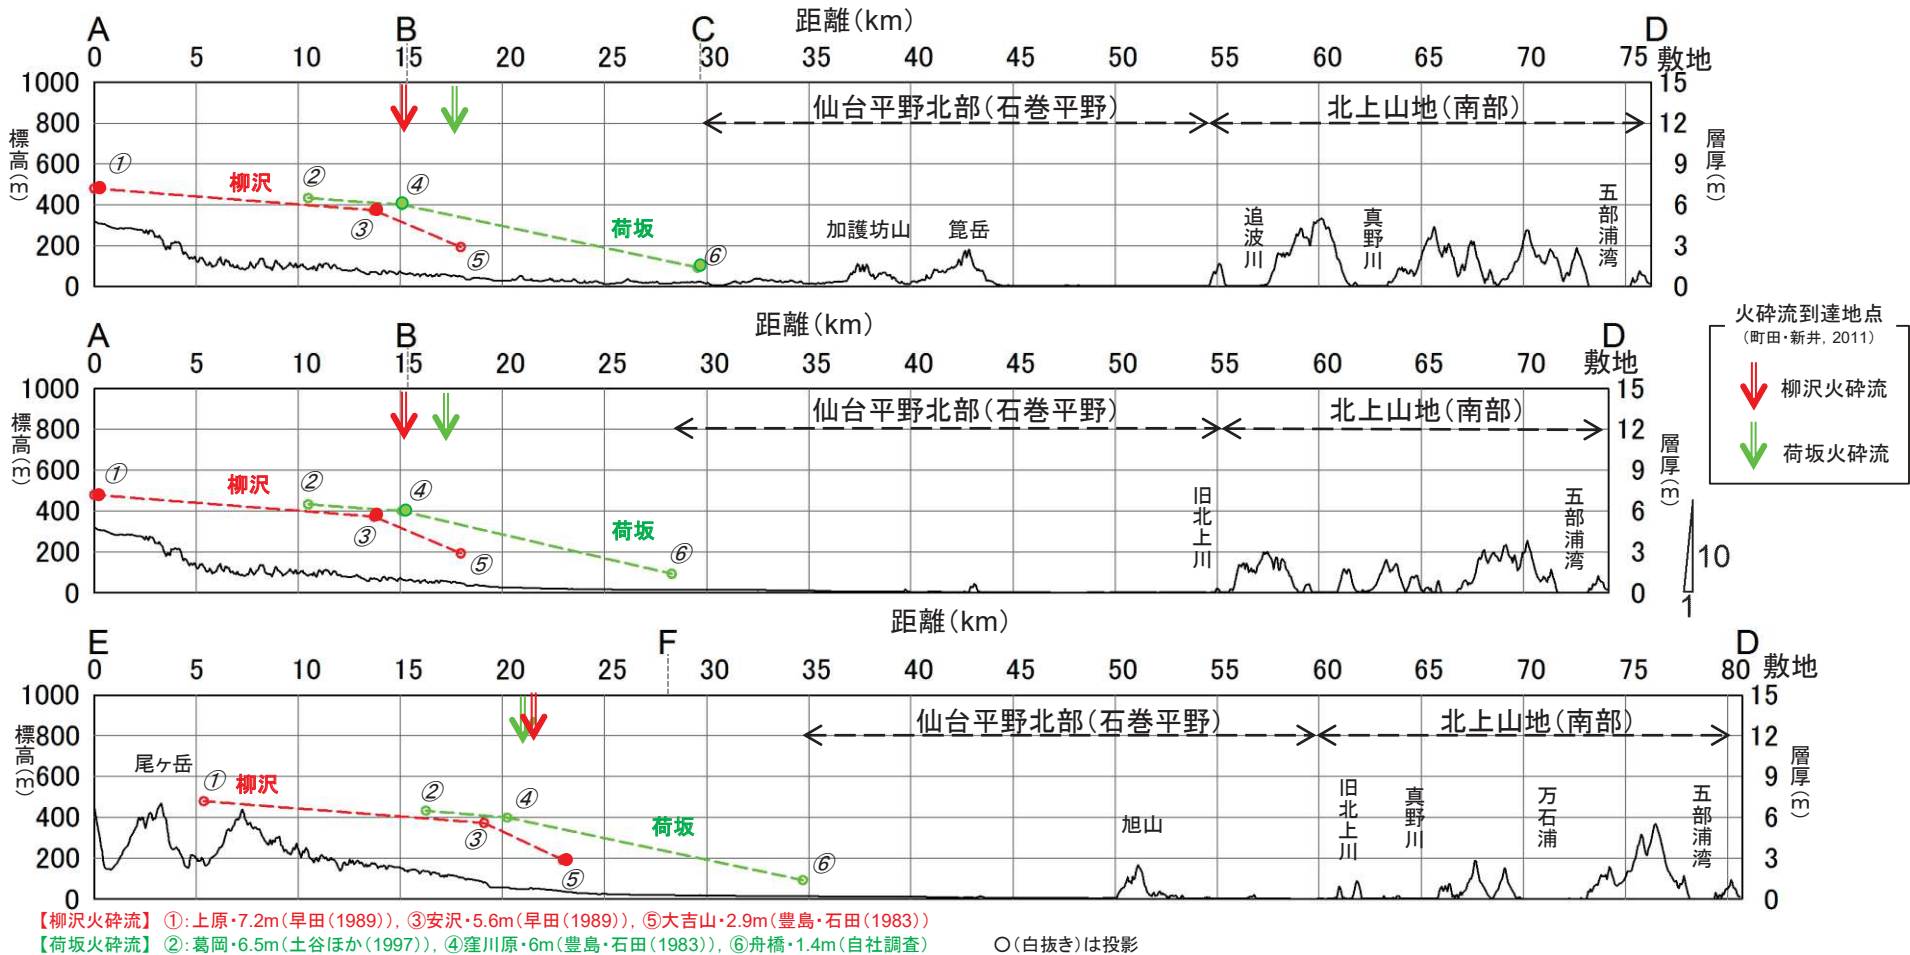 距離(km)
A B C D
0 5 10 15 20 25 30 35 40 45 50 55 60 65 70 75 敷地
1000 800 600 400 200 0
標高(m)
15 12 9 6 3 0
層厚(m)
仙台平野北部(石巻平野)
北上山地(南部)
① 柳沢 ② ④ ③ ⑤ 荷坂 ⑥
加護坊山 箟岳 追波川 真野川 五部浦湾
距離(km)
A B D
0 5 10 15 20 25 30 35 40 45 50 55 60 65 70 敷地
1000 800 600 400 200 0
標高(m)
15 12 9 6 3 0
層厚(m)
仙台平野北部(石巻平野)
北上山地(南部)
① 柳沢 ② ④ ③ ⑤ 荷坂 ⑥
旧北上川 五部浦湾
火砕流到達地点
(町田・新井, 2011)
柳沢火砕流
荷坂火砕流
10
1
距離(km)
E F D
0 5 10 15 20 25 30 35 40 45 50 55 60 65 70 75 80 敷地
1000 800 600 400 200 0
標高(m)
15 12 9 6 3 0
層厚(m)
仙台平野北部(石巻平野)
北上山地(南部)
尾ヶ岳 ① 柳沢 ② ④ ③ ⑤ 荷坂 ⑥
旭山 旧北上川 真野川 万石浦 五部浦湾
【柳沢火砕流】 ①:上原・7.2m(早田(1989)), ③安沢・5.6m(早田(1989)), ⑤大吉山・2.9m(豊島・石田(1983))
【荷坂火砕流】 ②:葛岡・6.5m(土谷ほか(1997)), ④窪川原・6m(豊島・石田(1983)), ⑥舟橋・1.4m(自社調査)
○(白抜き)は投影